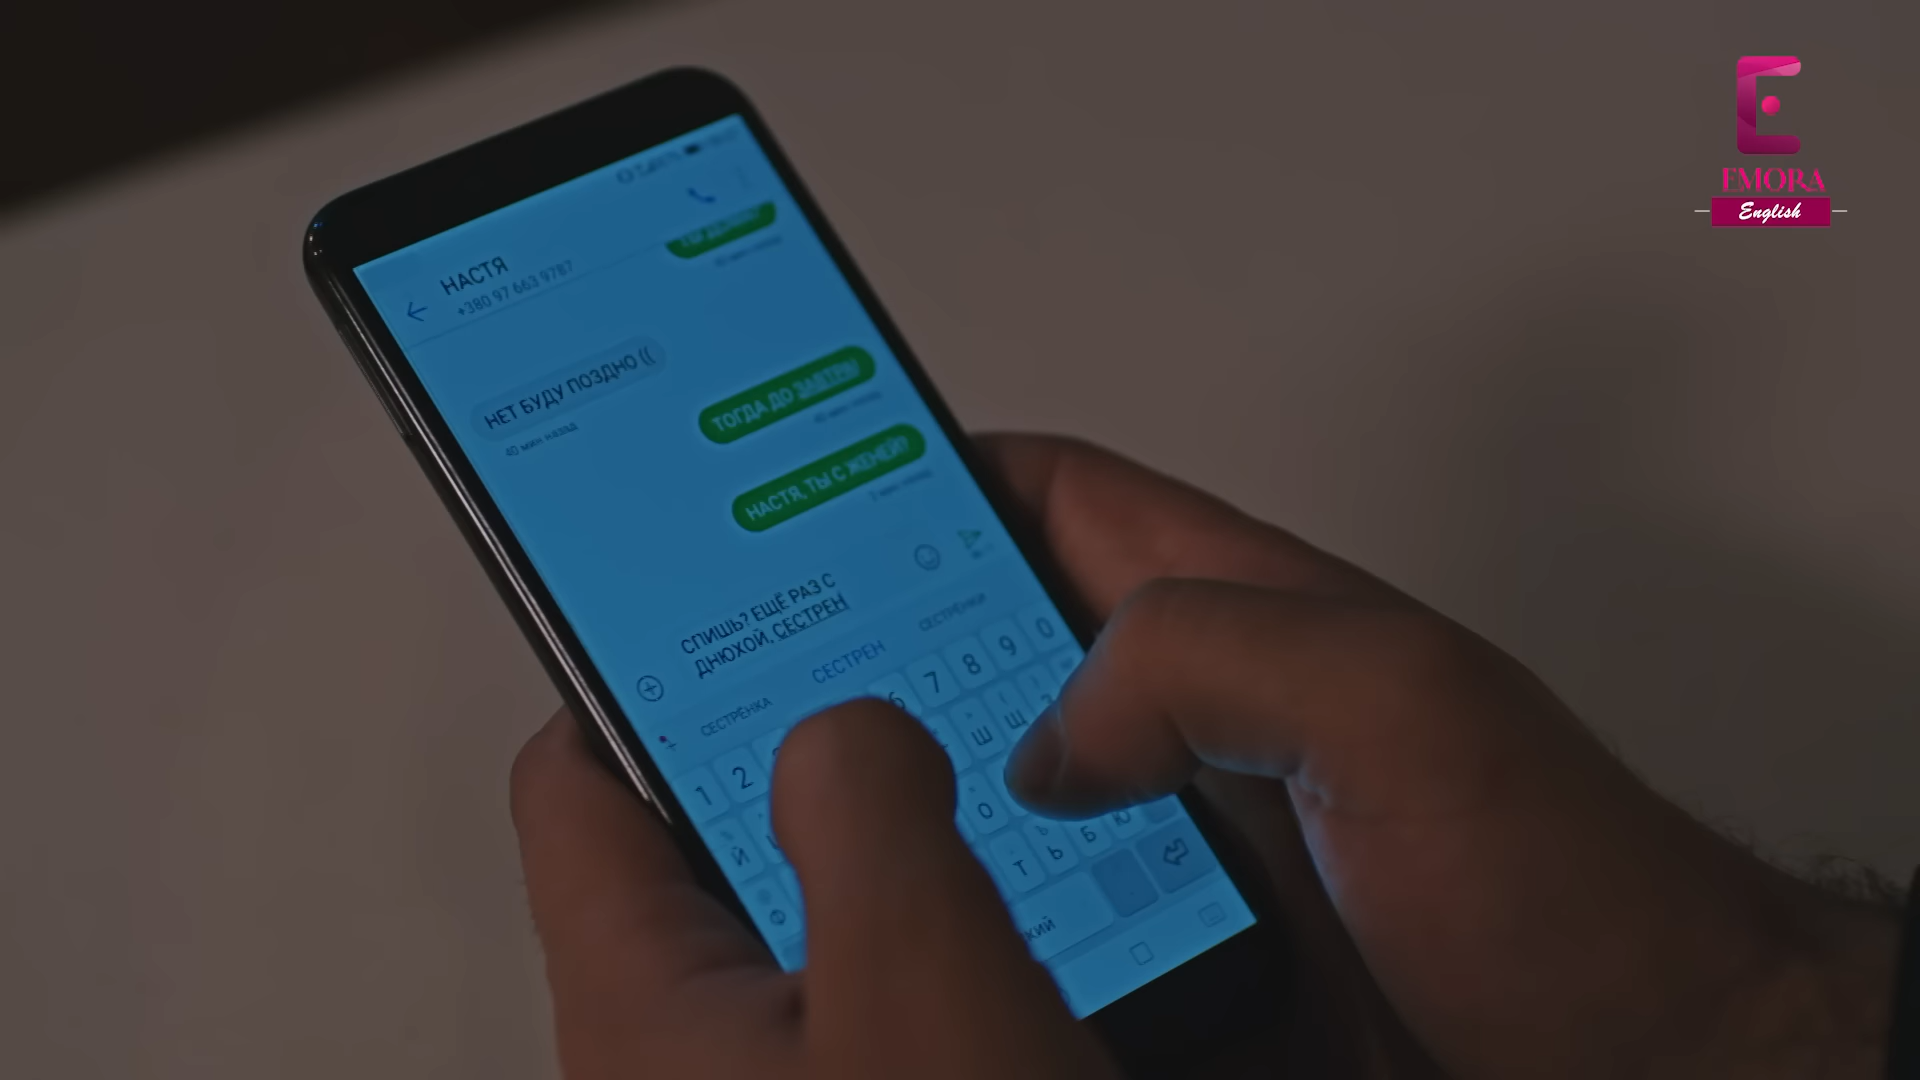 EMORA
English
НАСТЯ
+380 97 663 9787
НЕТ БУДУ ПОЗДНО ((
40 мин назад
ТОГДА ДО ЗАВТРА!
НАСТЯ, ТЫ С ЖЕНЕЙ?
СПИШЬ? ЕЩЁ РАЗ С
ДНЮХОЙ, СЕСТРЕН
СЕСТРЁНКА
СЕСТРЕН
СЕСТРЕНКИ
1 2 6 7 8 9 0
Й Ш Щ З
Ф О
Т Ь Б Ю